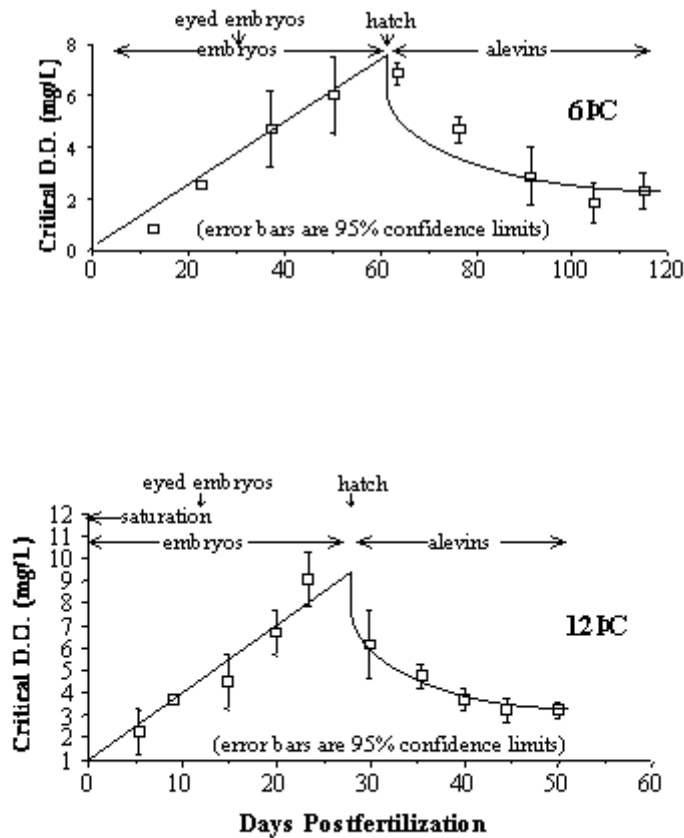 eyed embryos hatch
embryos alevins
8
6
4
2
0
Critical D.O. (mg/L)
6ÞC
(error bars are 95% confidence limits)
0 20 40 60 80 100 120
eyed embryos hatch
saturation
embryos alevins
12
11
10
9
8
7
6
5
4
3
2
1
Critical D.O. (mg/L)
12ÞC
(error bars are 95% confidence limits)
0 10 20 30 40 50 60
Days Postfertilization